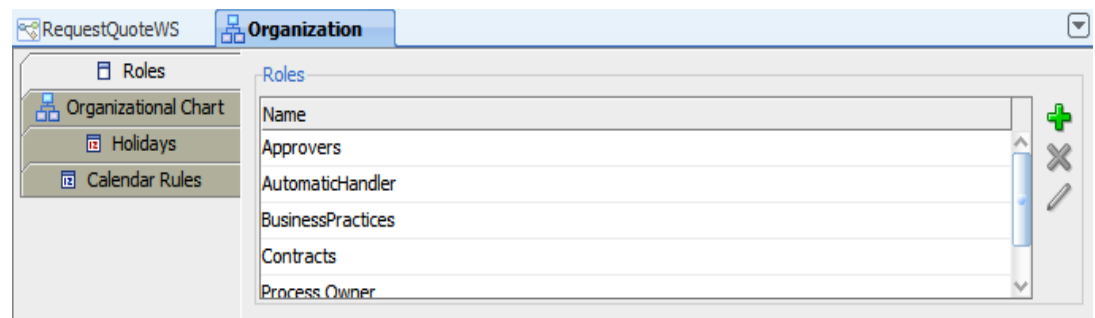 RequestQuoteWS
Organization
Roles
Organizational Chart
Holidays
Calendar Rules
Roles
Name
Approvers
AutomaticHandler
BusinessPractices
Contracts
Process Owner